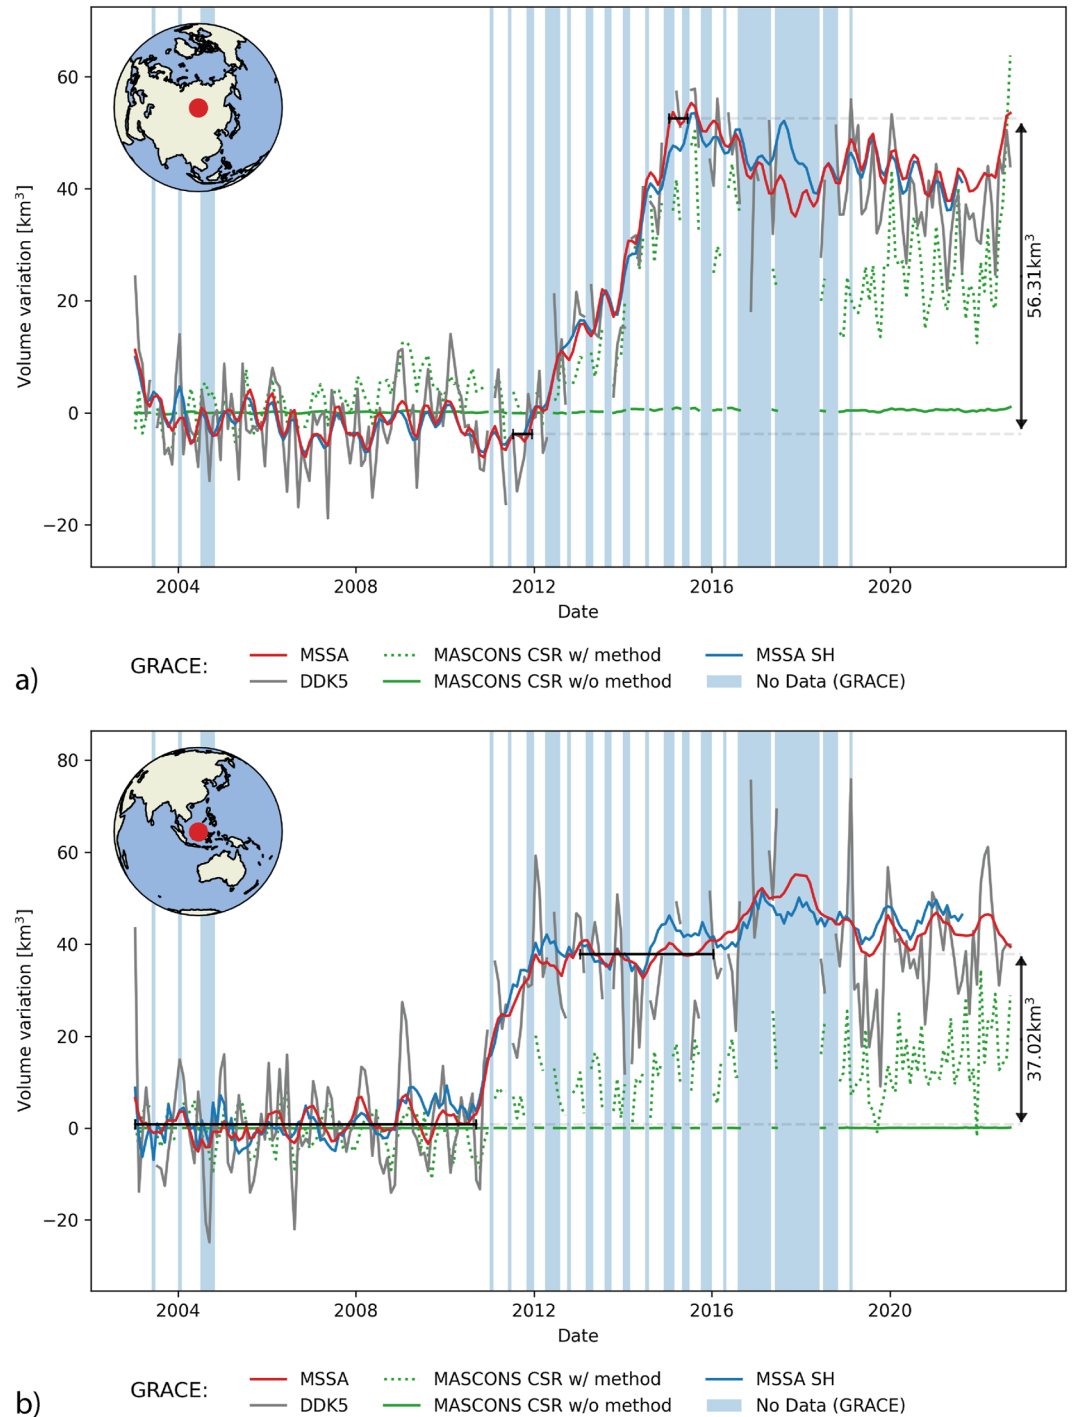 60
40
20
0
−20
Volume variation [km³]
56.31km³
2004 2008 2012 2016 2020
Date
a)
GRACE:
MSSA MASCONS CSR w/ method MSSA SH
DDK5 MASCONS CSR w/o method No Data (GRACE)
80
60
40
20
0
−20
Volume variation [km³]
37.02km³
2004 2008 2012 2016 2020
Date
b)
GRACE:
MSSA MASCONS CSR w/ method MSSA SH
DDK5 MASCONS CSR w/o method No Data (GRACE)